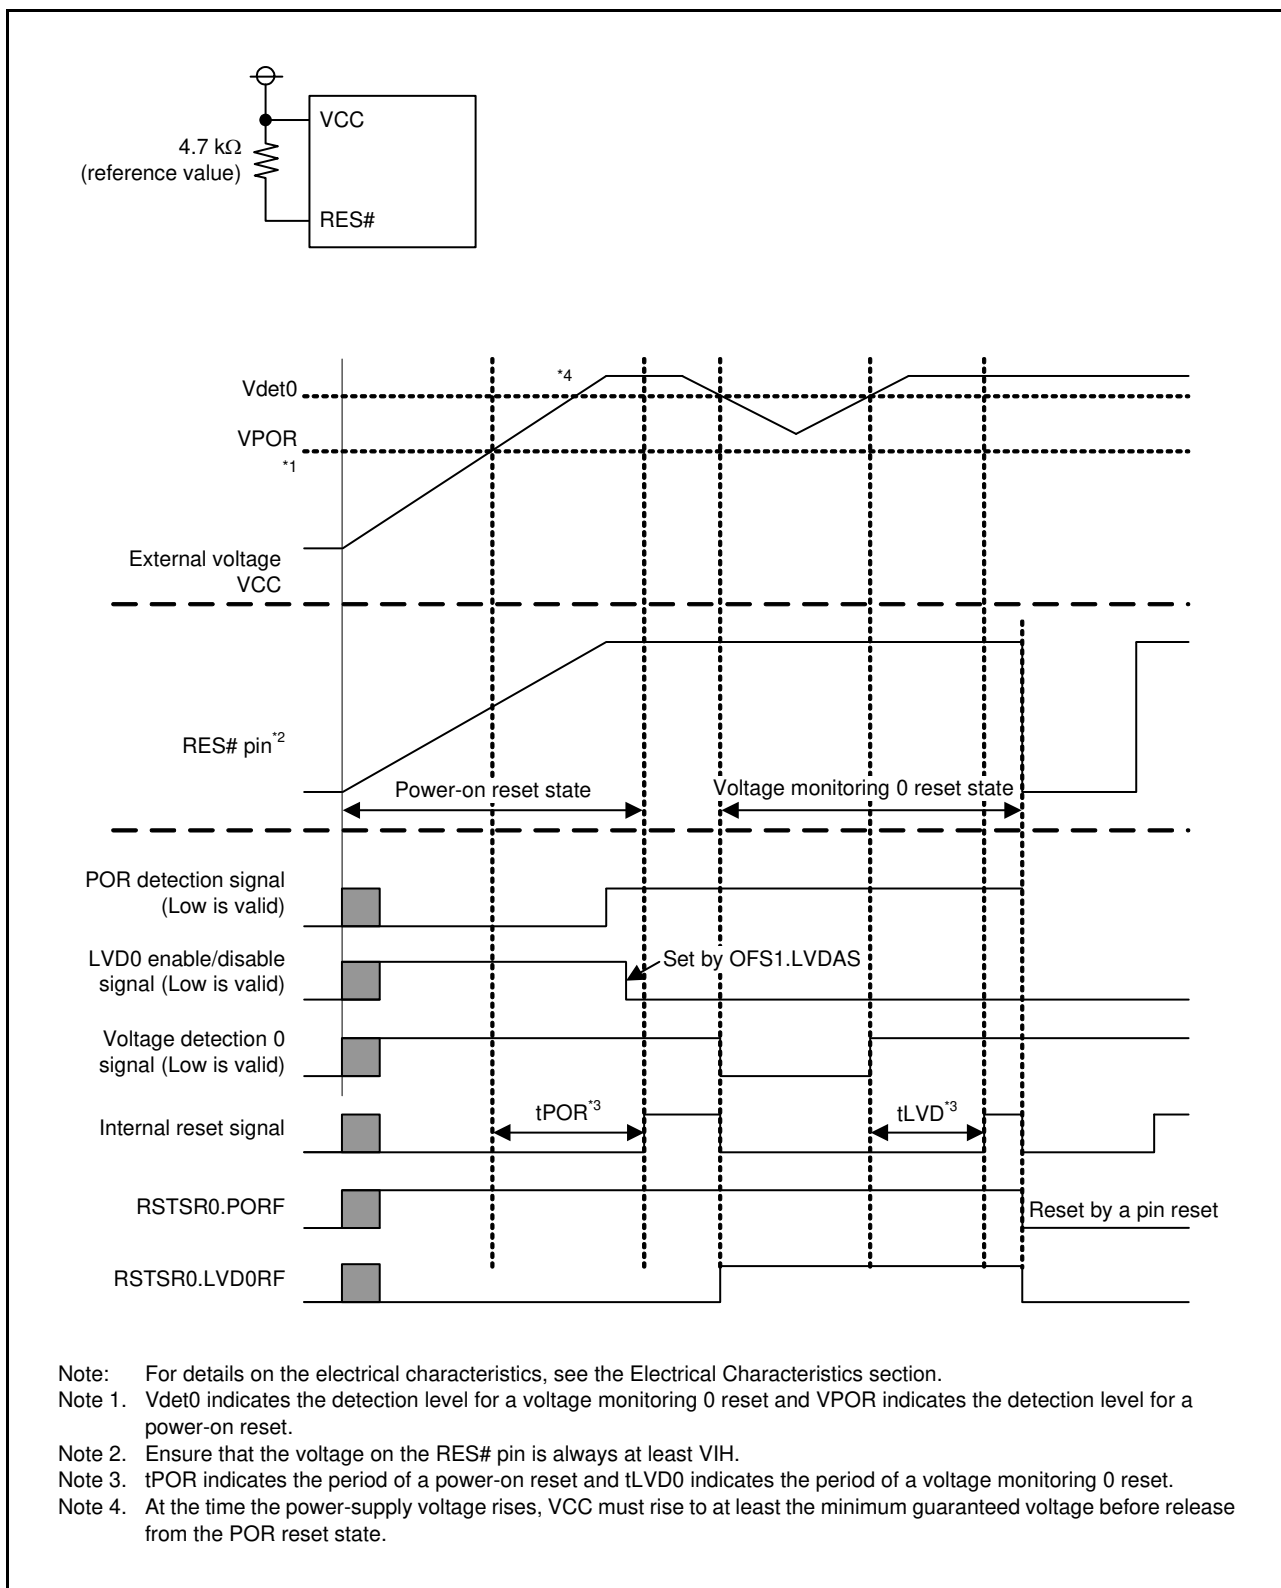 VCC
4.7 kΩ
(reference value)
RES#
*4
Vdet0
VPOR
*1
External voltage
VCC
RES# pin*2
Power-on reset state
Voltage monitoring 0 reset state
POR detection signal
(Low is valid)
LVD0 enable/disable
signal (Low is valid)
Set by OFS1.LVDAS
Voltage detection 0
signal (Low is valid)
Internal reset signal
tPOR*3
tLVD*3
RSTSR0.PORF
Reset by a pin reset
RSTSR0.LVD0RF
Note: For details on the electrical characteristics, see the Electrical Characteristics section.
Note 1. Vdet0 indicates the detection level for a voltage monitoring 0 reset and VPOR indicates the detection level for a
power-on reset.
Note 2. Ensure that the voltage on the RES# pin is always at least VIH.
Note 3. tPOR indicates the period of a power-on reset and tLVD0 indicates the period of a voltage monitoring 0 reset.
Note 4. At the time the power-supply voltage rises, VCC must rise to at least the minimum guaranteed voltage before release
from the POR reset state.